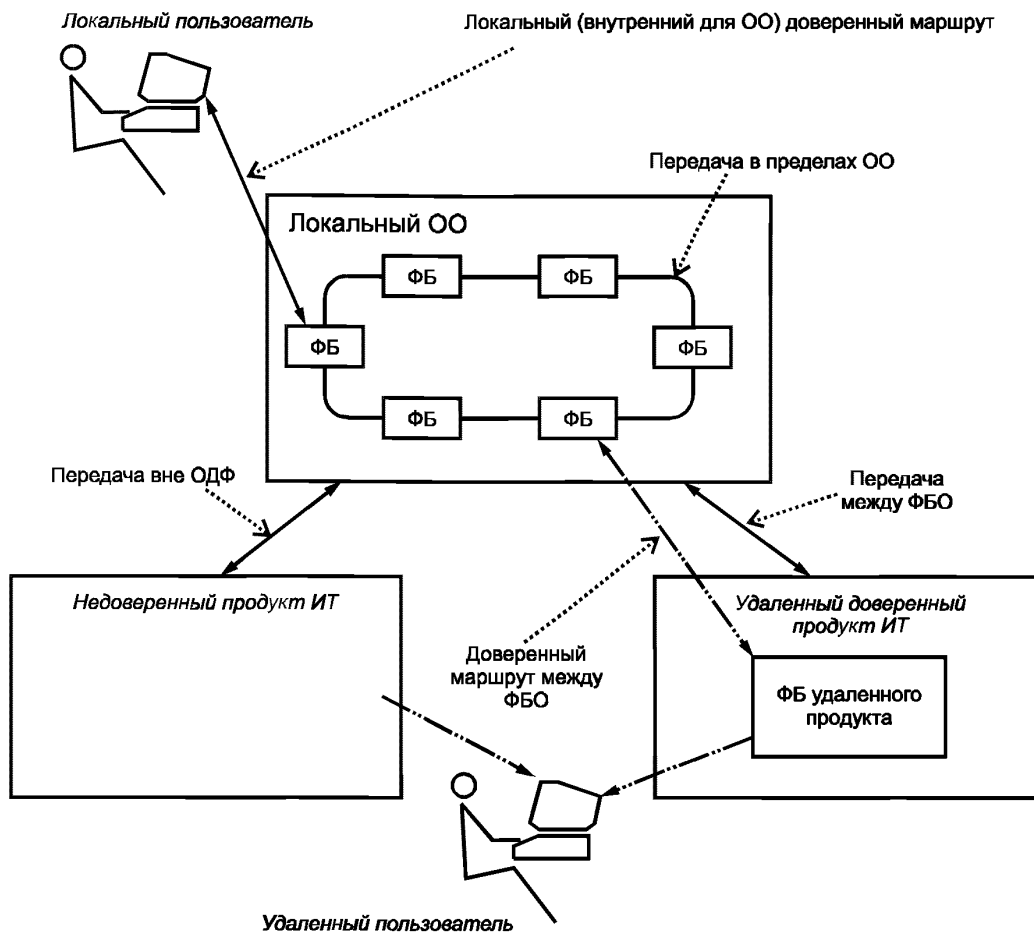 Локальный пользователь
Локальный (внутренний для ОО) доверенный маршрут
Передача в пределах ОО
Локальный ОО
ФБ
ФБ
ФБ
ФБ
ФБ
ФБ
Передача вне ОДФ
Передача
между ФБО
Недоверенный продукт ИТ
Удаленный доверенный
продукт ИТ
Доверенный
маршрут между
ФБО
ФБ удаленного
продукта
Удаленный пользователь